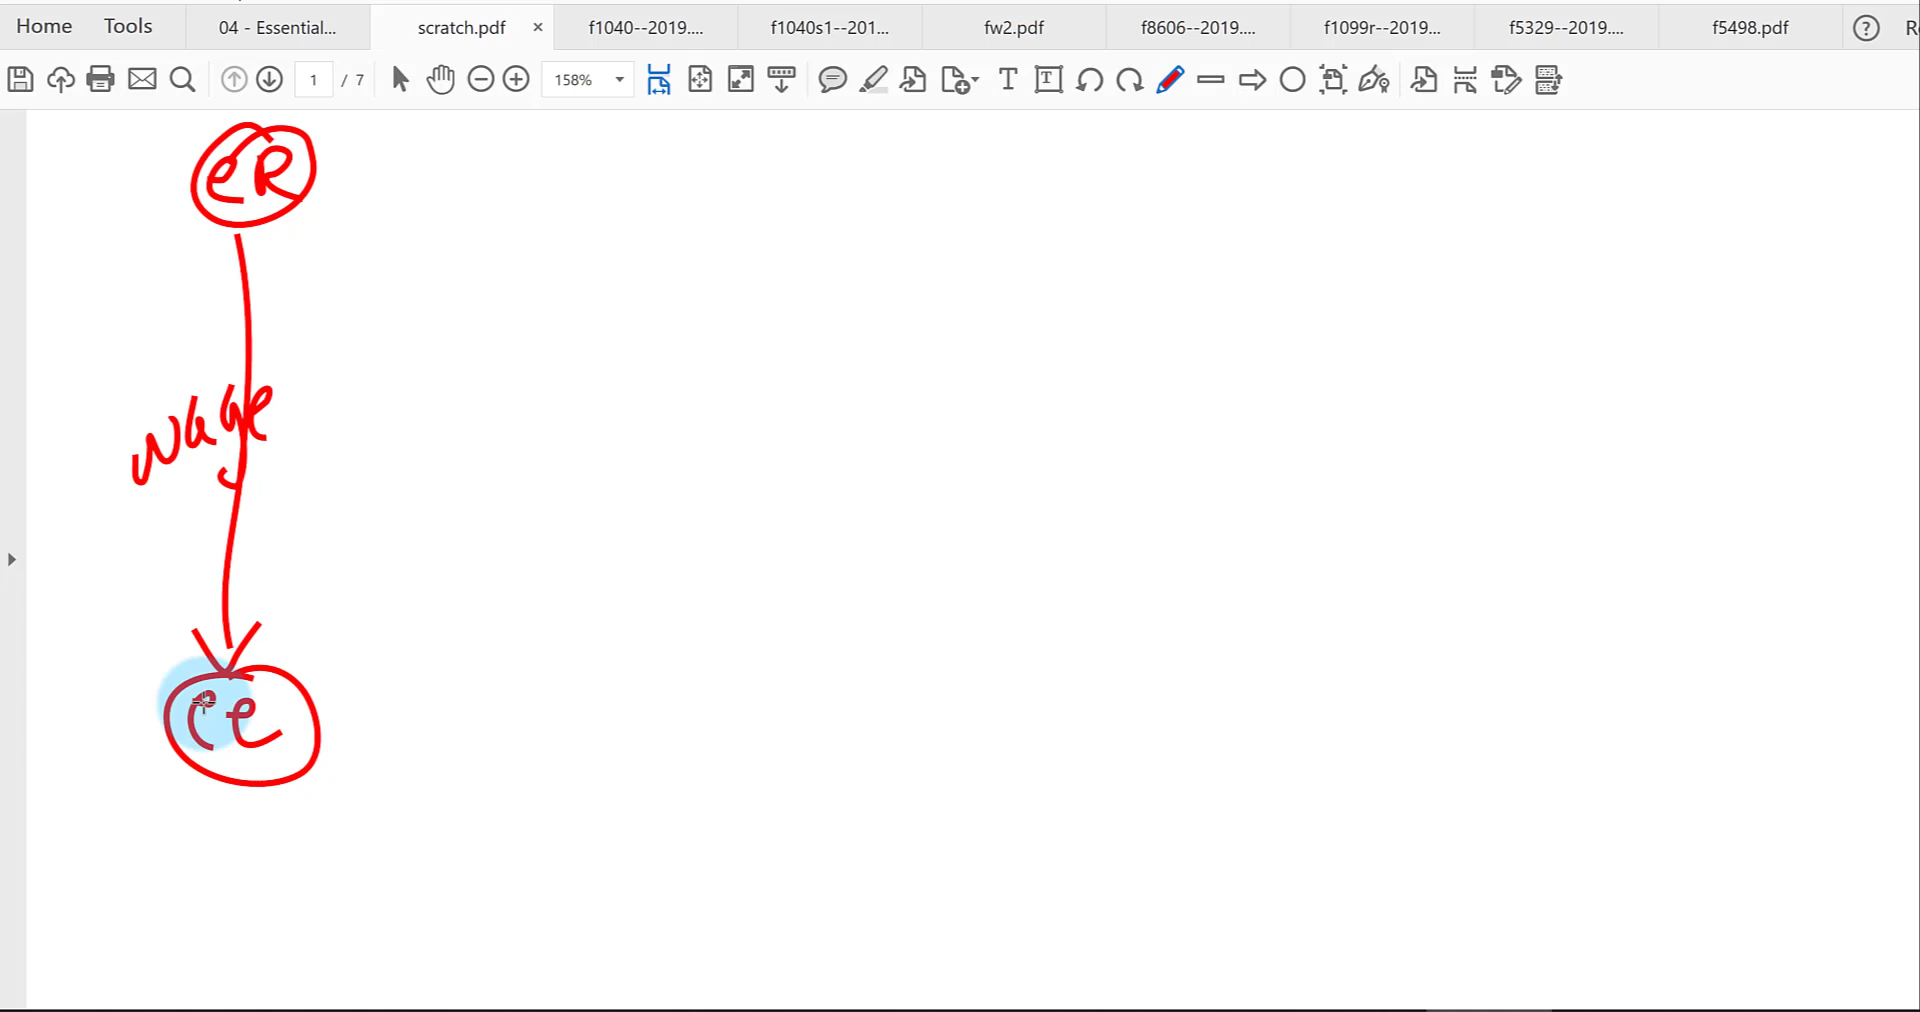 Home Tools 04 - Essential... scratch.pdf × f1040--2019.... f1040s1--201... fw2.pdf f8606--2019.... f1099r--2019... f5329--2019.... f5498.pdf ? R
1 / 7 158% T T
eR
wage
ee